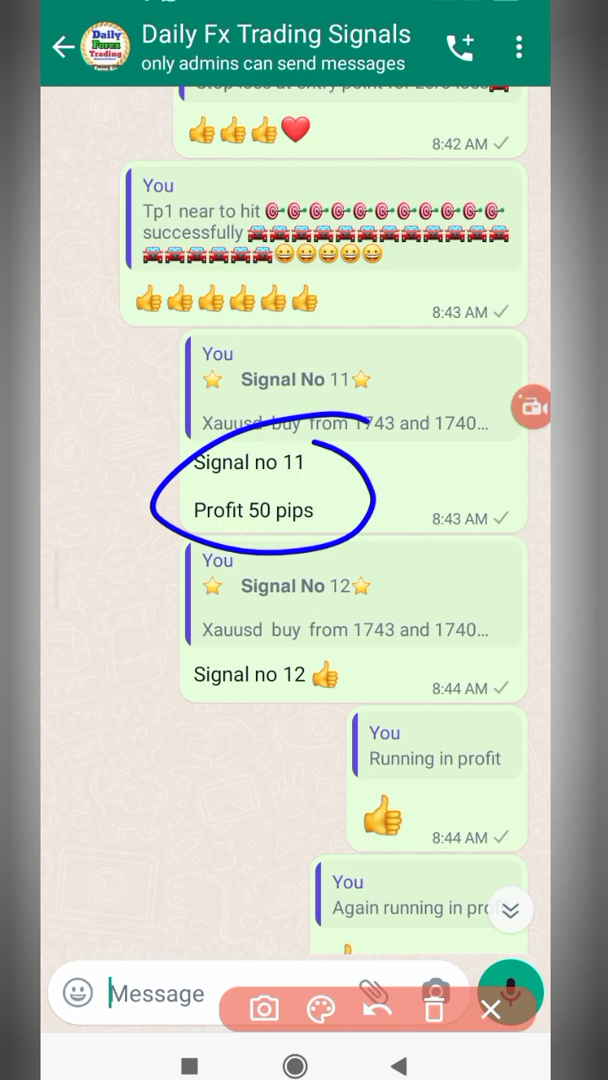 Daily Fx Trading Signals
only admins can send messages
Daily
Forex
Trading
8:42 AM
You
Tp1 near to hit 🎯🎯🎯🎯🎯🎯🎯🎯🎯🎯🎯
successfully 🚘🚘🚘🚘🚘🚘🚘🚘🚘🚘🚘🚘
🚘🚘🚘🚘🚘🚘😀😀😀😀😀
👍👍👍👍👍👍
8:43 AM
You
⭐ Signal No 11⭐
Xauusd buy from 1743 and 1740...
Signal no 11
Profit 50 pips
8:43 AM
You
⭐ Signal No 12⭐
Xauusd buy from 1743 and 1740...
Signal no 12 👍
8:44 AM
You
Running in profit
👍
8:44 AM
You
Again running in
Message